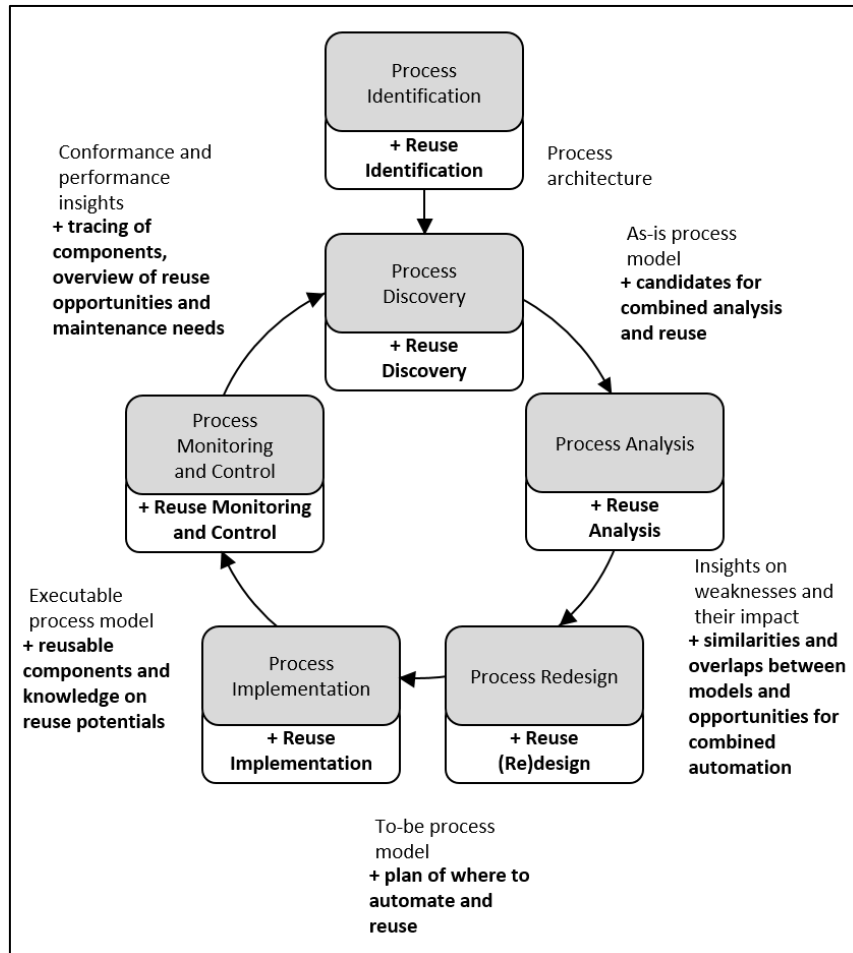 Process
Identification
+ Reuse
Identification
Process
architecture
Conformance and
performance
insights
+ tracing of
components,
overview of reuse
opportunities and
maintenance needs
Process
Discovery
+ Reuse
Discovery
As-is process
model
+ candidates for
combined analysis
and reuse
Process
Monitoring
and Control
+ Reuse Monitoring
and Control
Process Analysis
+ Reuse
Analysis
Insights on
weaknesses and
their impact
+ similarities and
overlaps between
models and
opportunities for
combined
automation
Executable
process model
+ reusable
components and
knowledge on
reuse potentials
Process
Implementation
+ Reuse
Implementation
Process Redesign
+ Reuse
(Re)design
To-be process
model
+ plan of where to
automate and
reuse